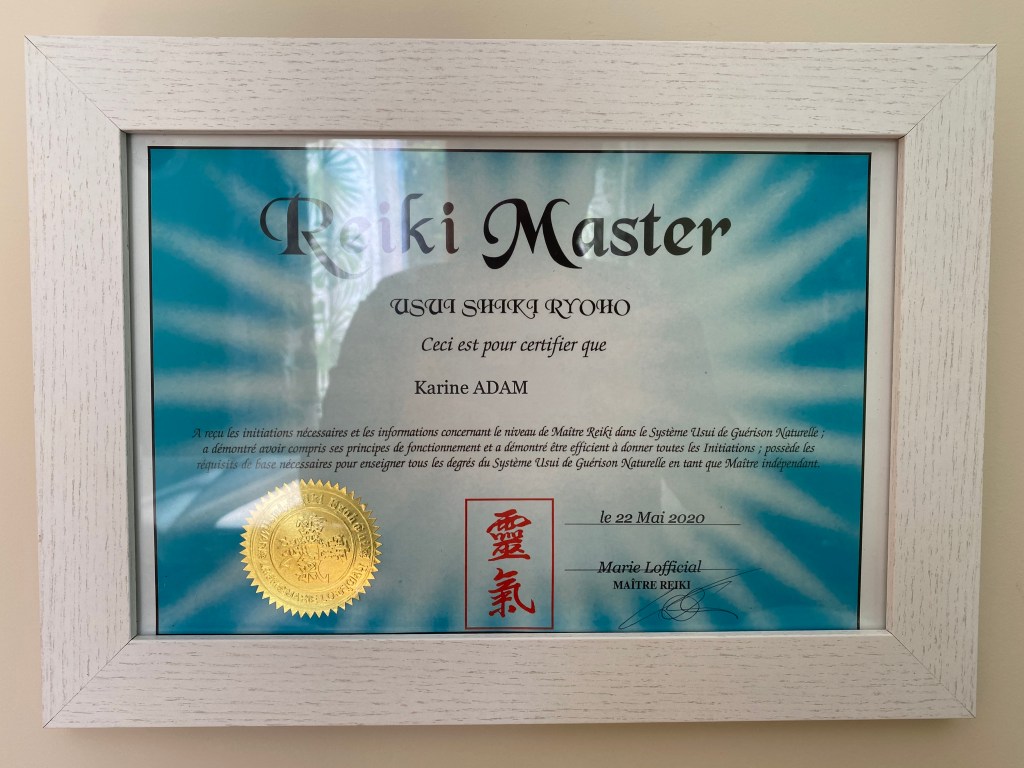 Reiki Master
USUI SHIKI RYOHO
Ceci est pour certifier que
Karine ADAM
A reçu les initiations nécessaires et les informations concernant le niveau de Maître Reiki dans le Système Usui de Guérison Naturelle ;
a démontré avoir compris ses principes de fonctionnement et a démontré être efficient à donner toutes les Initiations ; possède les
réquisits de base nécessaires pour enseigner tous les degrés du Système Usui de Guérison Naturelle en tant que Maître indépendant.
靈氣
le 22 Mai 2020
Marie Lofficial
MAÎTRE REIKI